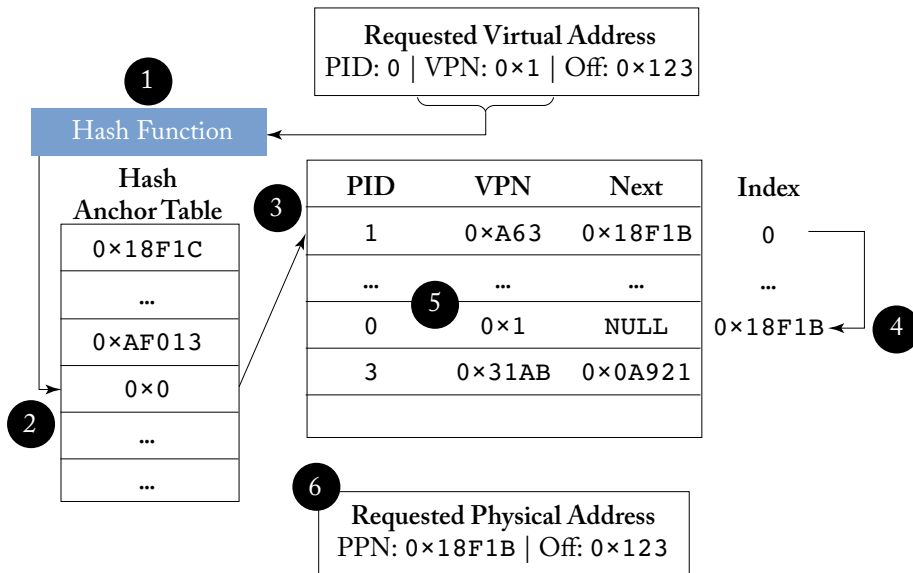 Requested Virtual Address
PID: 0 | VPN: 0×1 | Off: 0×123
1
Hash Function
Hash
Anchor Table
0×18F1C
...
0×AF013
0×0
...
...
2
3
PID VPN Next Index
1 0×A63 0×18F1B 0
... ... ... ...
5
0 0×1 NULL 0×18F1B
4
3 0×31AB 0×0A921
6
Requested Physical Address
PPN: 0×18F1B | Off: 0×123